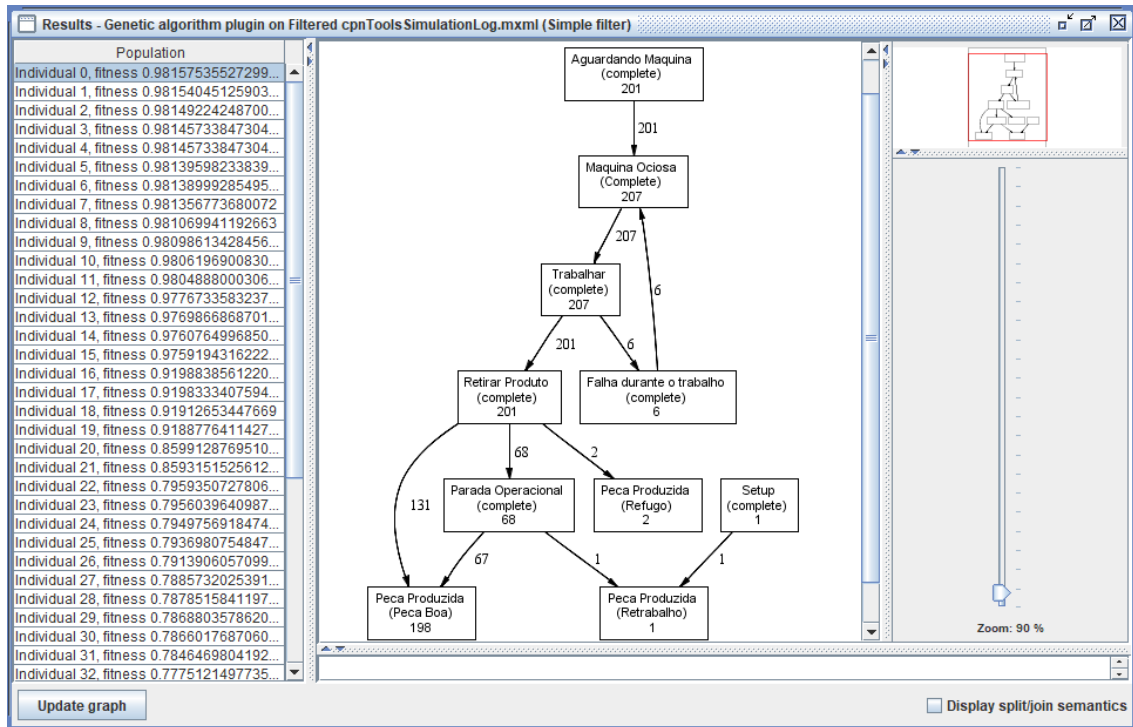 Results - Genetic algorithm plugin on Filtered cpnToolsSimulationLog.mxml (Simple filter)
Population
Individual 0, fitness 0.98157535527299...
Individual 1, fitness 0.98154045125903...
Individual 2, fitness 0.98149224248700...
Individual 3, fitness 0.98145733847304...
Individual 4, fitness 0.98145733847304...
Individual 5, fitness 0.98139598233839...
Individual 6, fitness 0.98138999285495...
Individual 7, fitness 0.981356773680072
Individual 8, fitness 0.981069941192663
Individual 9, fitness 0.98098613428456...
Individual 10, fitness 0.9806196900830...
Individual 11, fitness 0.9804888000306...
Individual 12, fitness 0.9776733583237...
Individual 13, fitness 0.9769866868701...
Individual 14, fitness 0.9760764996850...
Individual 15, fitness 0.9759194316222...
Individual 16, fitness 0.9198838561220...
Individual 17, fitness 0.9198333407594...
Individual 18, fitness 0.91912653447669
Individual 19, fitness 0.9188776411427...
Individual 20, fitness 0.8599128769510...
Individual 21, fitness 0.8593151525612...
Individual 22, fitness 0.7959350727806...
Individual 23, fitness 0.7956039640987...
Individual 24, fitness 0.7949756918474...
Individual 25, fitness 0.7936980754847...
Individual 26, fitness 0.7913906057099...
Individual 27, fitness 0.7885732025391...
Individual 28, fitness 0.7878515841197...
Individual 29, fitness 0.7868803578620...
Individual 30, fitness 0.7866017687060...
Individual 31, fitness 0.7846469804192...
Individual 32, fitness 0.7775121497735...
Aguardando Maquina
(complete)
201
201
Maquina Ociosa
(Complete)
207
207
Trabalhar
(complete)
207
6
201
6
Retirar Produto
(complete)
201
Falha durante o trabalho
(complete)
6
68
2
131
Parada Operacional
(complete)
68
Peca Produzida
(Refugo)
2
Setup
(complete)
1
67
1
1
Peca Produzida
(Peca Boa)
198
Peca Produzida
(Retrabalho)
1
Zoom: 90 %
Update graph
Display split/join semantics